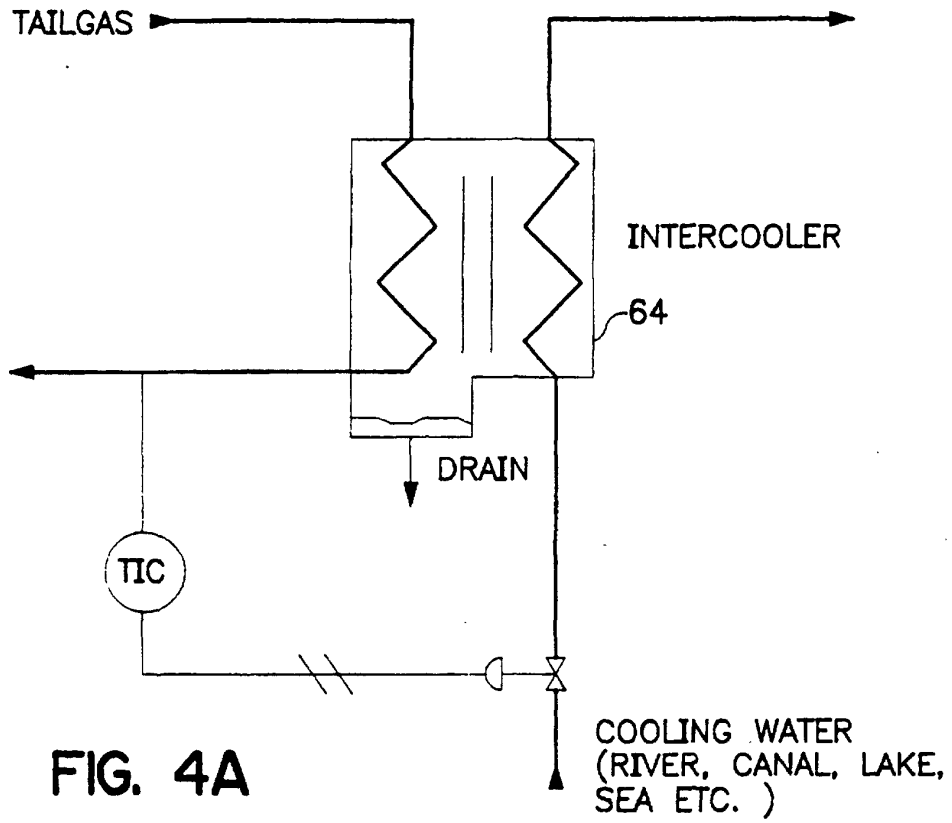 TAILGAS
INTERCOOLER
64
DRAIN
TIC
COOLING WATER
(RIVER, CANAL, LAKE,
SEA ETC. )
FIG. 4A